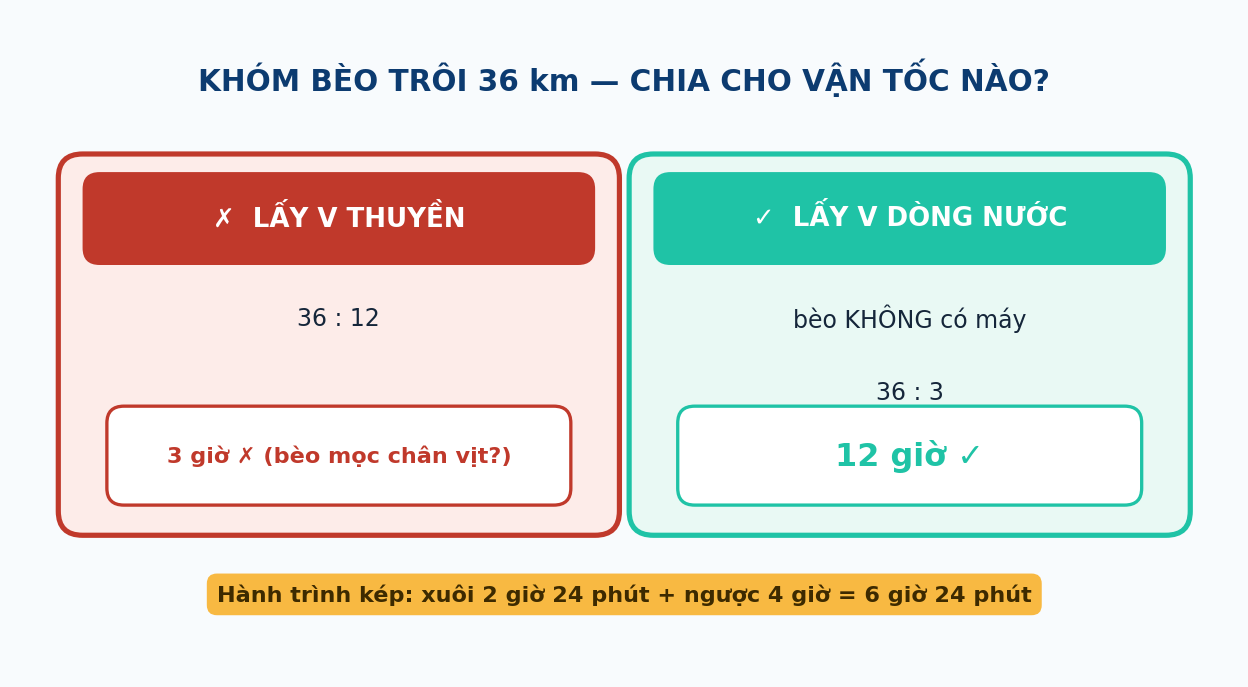 KHÓM BÈO TRÔI 36 km — CHIA CHO VẬN TỐC NÀO?
✗ LẤY V THUYỀN
36 : 12
3 giờ ✗ (bèo mọc chân vịt?)
✓ LẤY V DÒNG NƯỚC
bèo KHÔNG có máy
36 : 3
12 giờ ✓
Hành trình kép: xuôi 2 giờ 24 phút + ngược 4 giờ = 6 giờ 24 phút